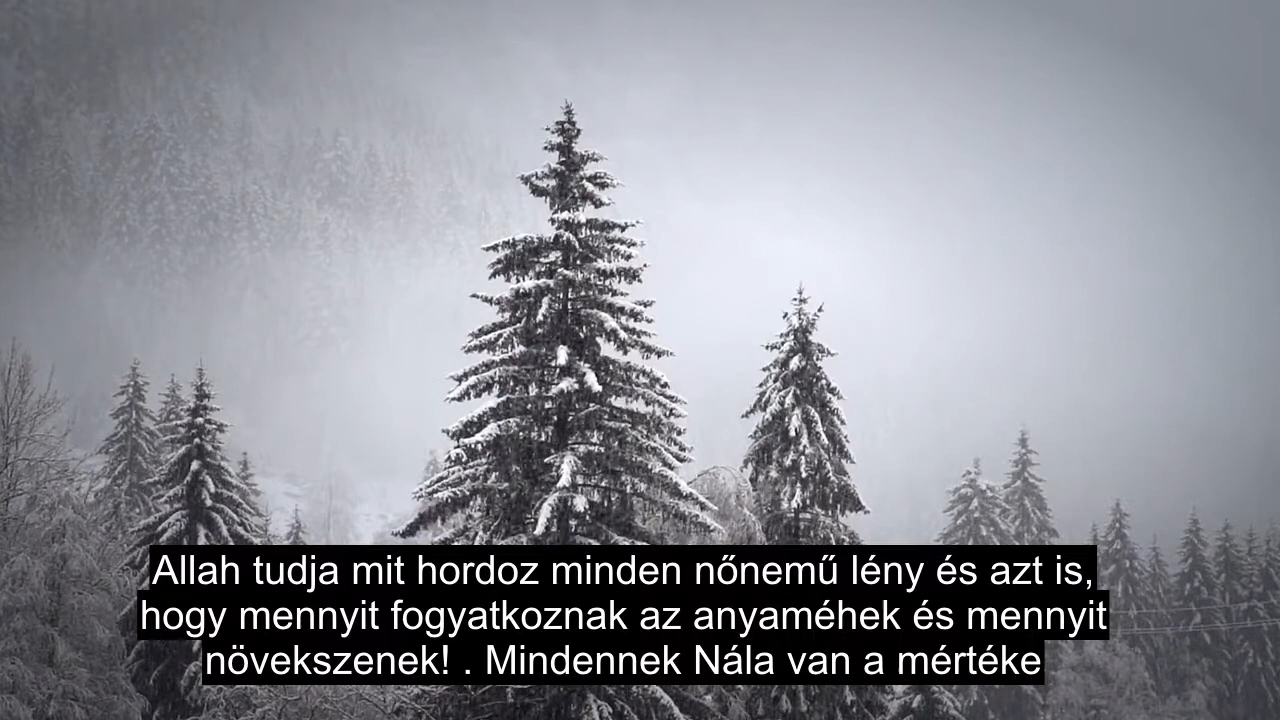 Allah tudja mit hordoz minden nőnemű lény és azt is,
hogy mennyit fogyatkoznak az anyaméhek és mennyit
növekszenek! . Mindennek Nála van a mértéke